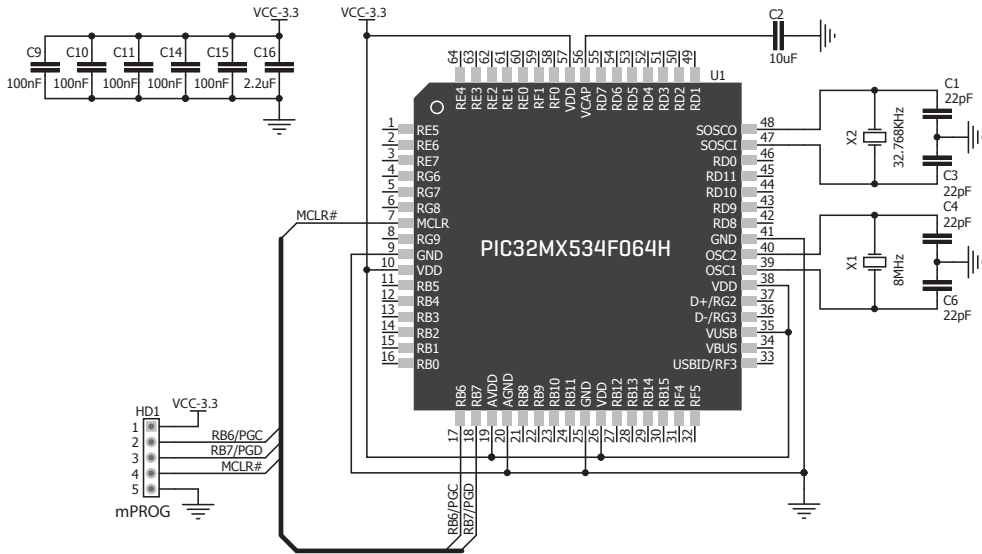 VCC-3.3
VCC-3.3
C9 C10 C11 C14 C15 C16
100nF 100nF 100nF 100nF 100nF 2.2uF
C2
10uF
U1
64 63 62 61 60 59 58 57 56 55 54 53 52 51 50 49
RE4 RE3 RE2 RE1 RE0 RF1 RF0 VDD VCAP RD7 RD6 RD5 RD4 RD3 RD2 RD1
1 RE5
2 RE6
3 RE7
4 RG6
5 RG7
6 RG8
7 MCLR
8 RG9
9 GND
10 VDD
11 RB5
12 RB4
13 RB3
14 RB2
15 RB1
16 RB0
MCLR#
PIC32MX534F064H
SOSCO 48
SOSCI 47
RD0 46
RD11 45
RD10 44
RD9 43
RD8 42
GND 41
OSC2 40
OSC1 39
VDD 38
D+/RG2 37
D-/RG3 36
VUSB 35
VBUS 34
USBID/RF3 33
RB6 RB7 AVDD AGND RB8 RB9 RB10 RB11 GND VDD RB12 RB13 RB14 RB15 RF4 RF5
17 18 19 20 21 22 23 24 25 26 27 28 29 30 31 32
C1
22pF
X2
32.768KHz
C3
22pF
C4
22pF
X1
8MHz
C6
22pF
HD1
VCC-3.3
1
2 RB6/PGC
3 RB7/PGD
4 MCLR#
5
mPROG
RB6/PGC
RB7/PGD